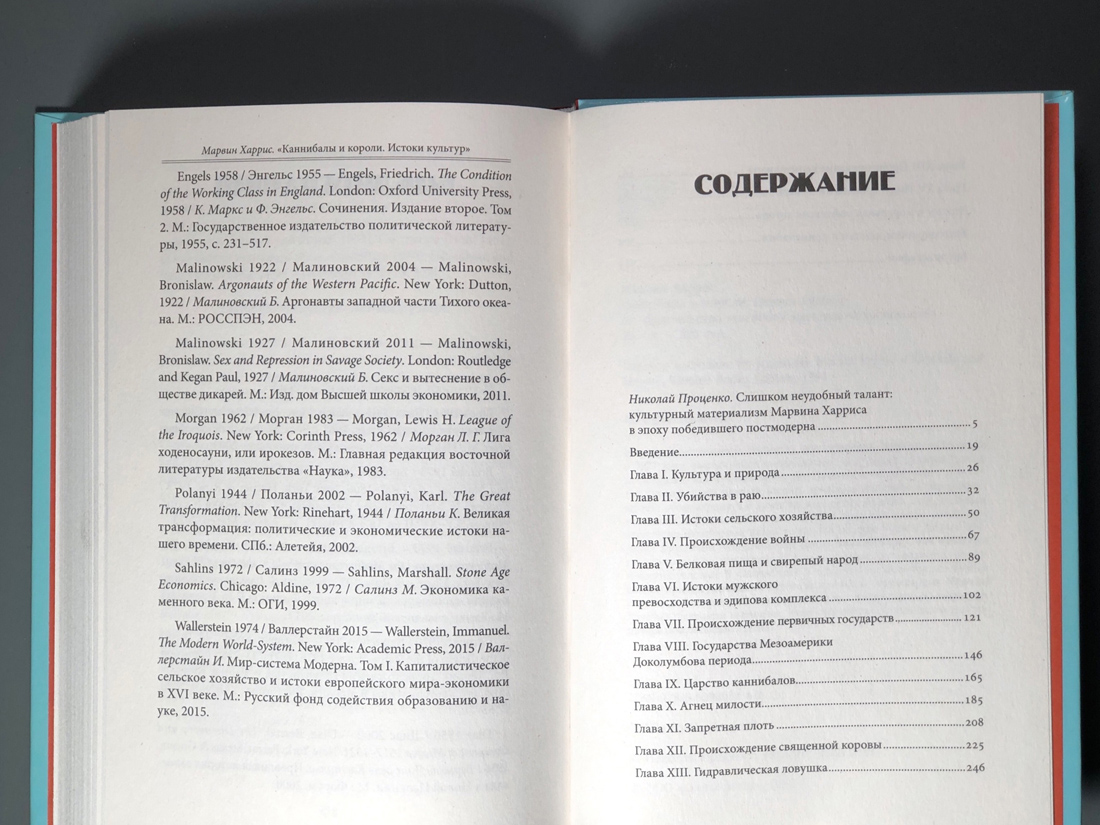 Марвин Харрис. «Каннибалы и короли. Истоки культур»
Engels 1958 / Энгельс 1955 — Engels, Friedrich. The Condition
of the Working Class in England. London: Oxford University Press,
1958 / К. Маркс и Ф. Энгельс. Сочинения. Издание второе. Том
2. М.: Государственное издательство политической литерату-
ры, 1955, с. 231–517.
Malinowski 1922 / Малиновский 2004 — Malinowski,
Bronislaw. Argonauts of the Western Pacific. New York: Dutton,
1922 / Малиновский Б. Аргонавты западной части Тихого океа-
на. М.: РОССПЭН, 2004.
Malinowski 1927 / Малиновский 2011 — Malinowski,
Bronislaw. Sex and Repression in Savage Society. London: Routledge
and Kegan Paul, 1927 / Малиновский Б. Секс и вытеснение в об-
ществе дикарей. М.: Изд. дом Высшей школы экономики, 2011.
Morgan 1962 / Морган 1983 — Morgan, Lewis H. League of
the Iroquois. New York: Corinth Press, 1962 / Морган Л. Г. Лига
ходеносауни, или ирокезов. М.: Главная редакция восточной
литературы издательства «Наука», 1983.
Polanyi 1944 / Поланьи 2002 — Polanyi, Karl. The Great
Transformation. New York: Rinehart, 1944 / Поланьи К. Великая
трансформация: политические и экономические истоки на-
шего времени. СПб.: Алетейя, 2002.
Sahlins 1972 / Салинз 1999 — Sahlins, Marshall. Stone Age
Economics. Chicago: Aldine, 1972 / Салинз М. Экономика ка-
менного века. М.: ОГИ, 1999.
Wallerstein 1974 / Валлерстайн 2015 — Wallerstein, Immanuel.
The Modern World-System. New York: Academic Press, 2015 / Вал-
лерстайн И. Мир-система Модерна. Том I. Капиталистическое
сельское хозяйство и истоки европейского мира-экономики
в XVI веке. М.: Русский фонд содействия образованию и на-
уке, 2015.
СОДЕРЖАНИЕ
Николай Проценко. Слишком неудобный талант:
культурный материализм Марвина Харриса
в эпоху победившего постмодерна ..... 5
Введение ..... 19
Глава I. Культура и природа ..... 26
Глава II. Убийства в раю ..... 32
Глава III. Истоки сельского хозяйства ..... 50
Глава IV. Происхождение войны ..... 67
Глава V. Белковая пища и свирепый народ ..... 89
Глава VI. Истоки мужского
превосходства и эдипова комплекса ..... 102
Глава VII. Происхождение первичных государств ..... 121
Глава VIII. Государства Мезоамерики
Доколумбова периода ..... 146
Глава IX. Царство каннибалов ..... 165
Глава X. Агнец милости ..... 185
Глава XI. Запретная плоть ..... 208
Глава XII. Происхождение священной коровы ..... 225
Глава XIII. Гидравлическая ловушка ..... 246